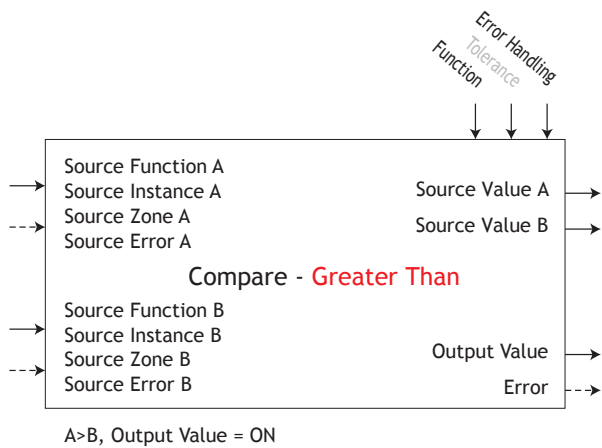 Function
Tolerance
Error Handling
Source Function A
Source Instance A
Source Zone A
Source Error A
Source Value A
Source Value B
Compare - Greater Than
Source Function B
Source Instance B
Source Zone B
Source Error B
Output Value
Error
A>B, Output Value = ON